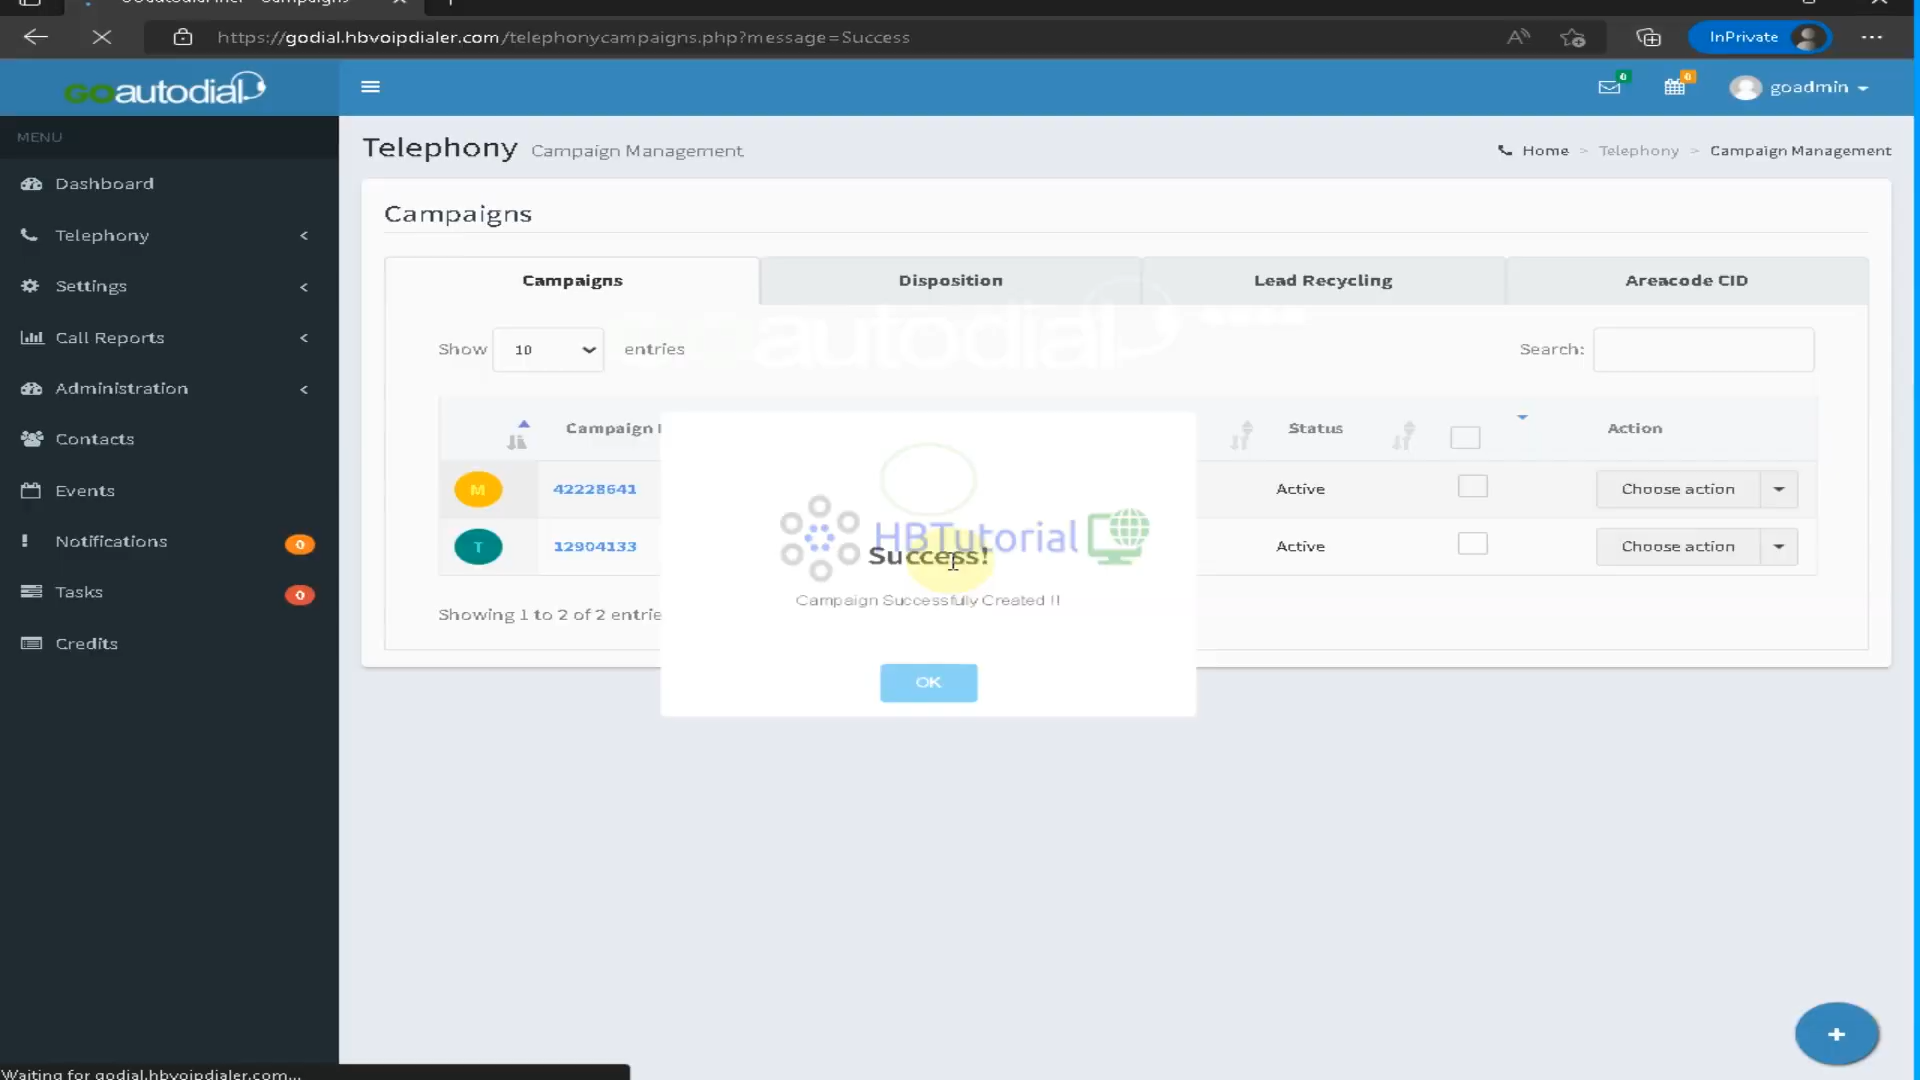 https://godial.hbvoipdialer.com/telephonycampaigns.php?message=Success
InPrivate
GOautodial
0
0
goadmin
MENU
Dashboard
Telephony
Settings
Call Reports
Administration
Contacts
Events
Notifications
0
Tasks
0
Credits
Telephony Campaign Management
Home > Telephony > Campaign Management
Campaigns
Campaigns
Disposition
Lead Recycling
Areacode CID
autodial
Show 10 entries
Search:
Campaign
Status
Action
M
42228641
Active
Choose action
T
12904133
Active
Choose action
Showing 1 to 2 of 2
HBTutorial
Success!
Campaign Successfully Created !!
OK
+
Waiting for godial.hbvoipdialer.com...